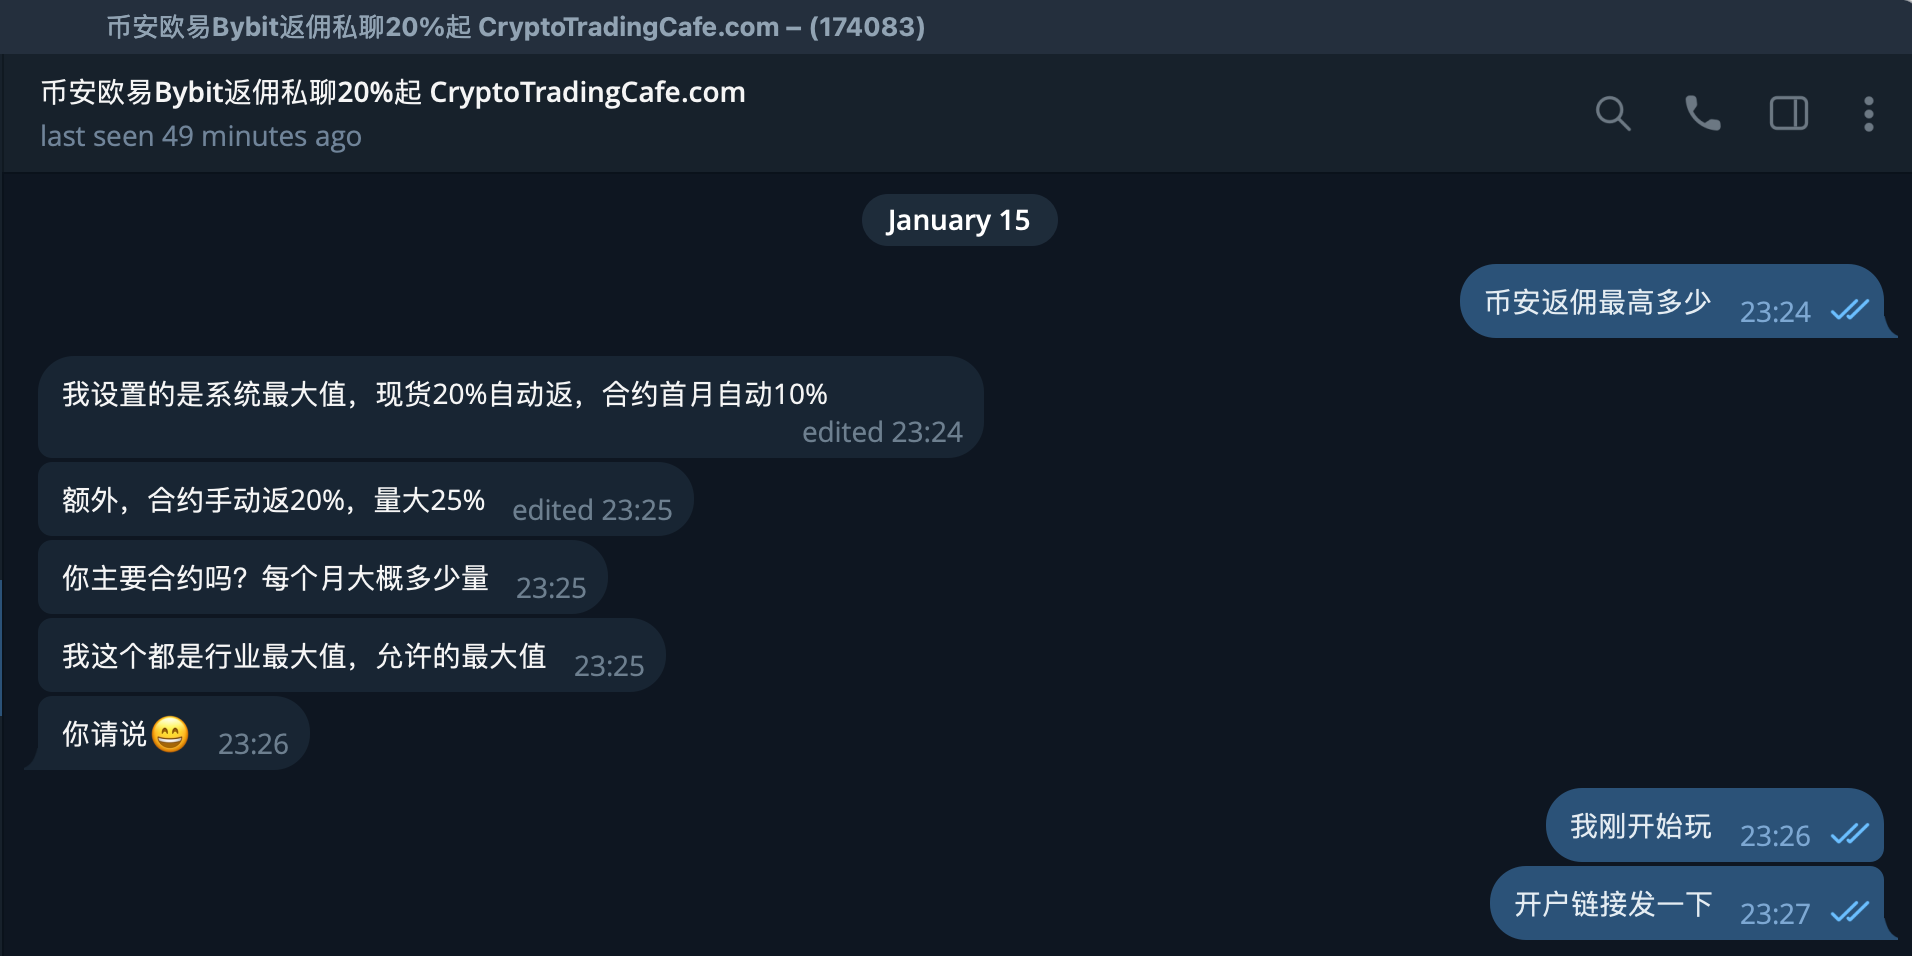 币安欧易Bybit返佣私聊20%起 CryptoTradingCafe.com – (174083)
币安欧易Bybit返佣私聊20%起 CryptoTradingCafe.com
last seen 49 minutes ago
January 15
币安返佣最高多少 23:24
我设置的是系统最大值，现货20%自动返，合约首月自动10%
edited 23:24
额外，合约手动返20%，量大25% edited 23:25
你主要合约吗？每个月大概多少量 23:25
我这个都是行业最大值，允许的最大值 23:25
你请说😄 23:26
我刚开始玩 23:26
开户链接发一下 23:27